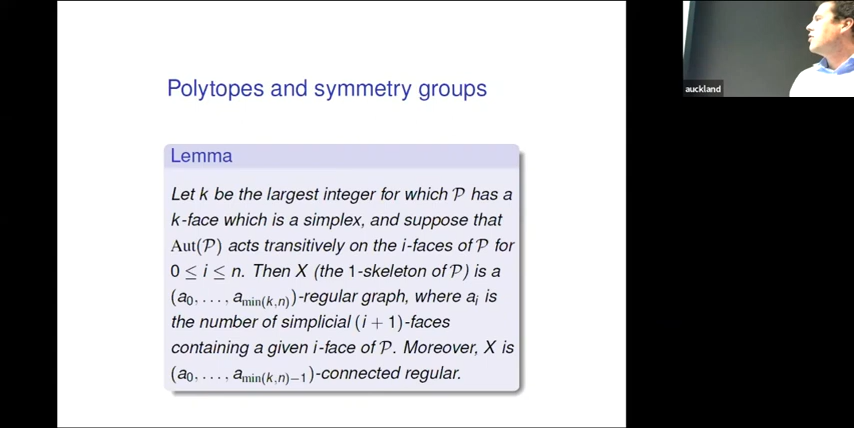 Polytopes and symmetry groups
Lemma
Let k be the largest integer for which 𝒫 has a
k-face which is a simplex, and suppose that
Aut(𝒫) acts transitively on the i-faces of 𝒫 for
0 ≤ i ≤ n. Then X (the 1-skeleton of 𝒫) is a
(a₀, . . . , a_min(k,n))-regular graph, where aᵢ is
the number of simplicial (i + 1)-faces
containing a given i-face of 𝒫. Moreover, X is
(a₀, . . . , a_min(k,n)−1)-connected regular.
auckland